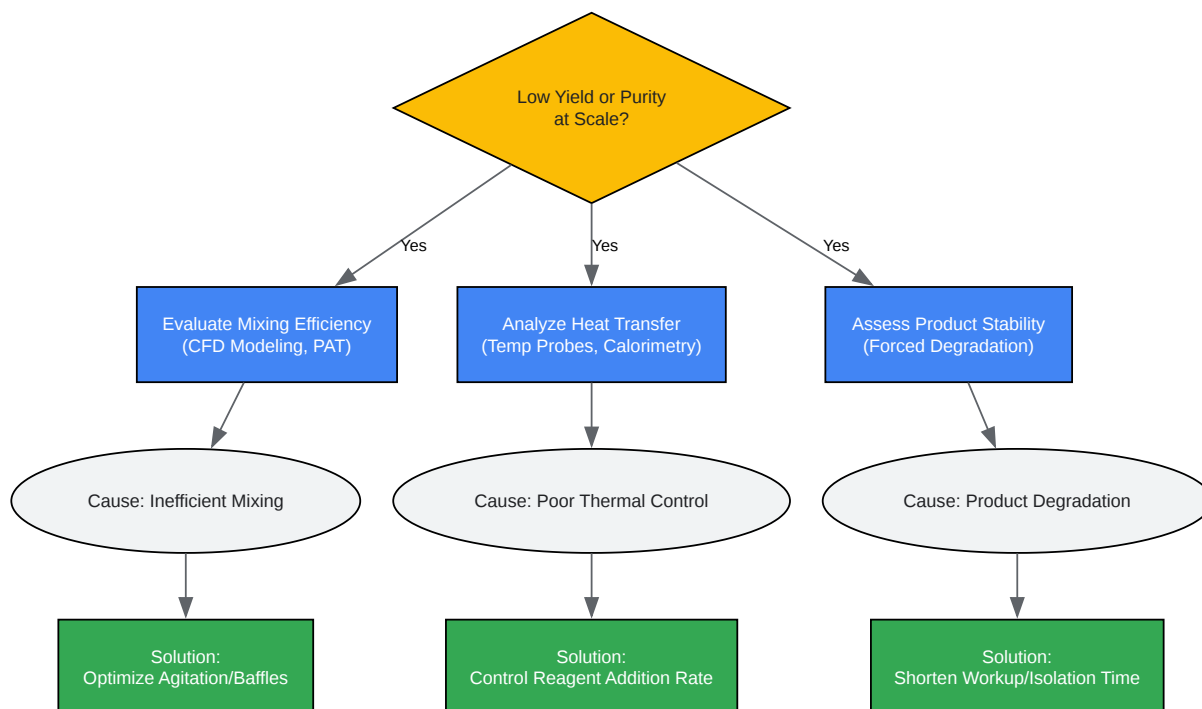 Low Yield or Purity
at Scale?
Yes
Yes
Yes
Evaluate Mixing Efficiency
(CFD Modeling, PAT)
Analyze Heat Transfer
(Temp Probes, Calorimetry)
Assess Product Stability
(Forced Degradation)
Cause: Inefficient Mixing
Cause: Poor Thermal Control
Cause: Product Degradation
Solution:
Optimize Agitation/Baffles
Solution:
Control Reagent Addition Rate
Solution:
Shorten Workup/Isolation Time